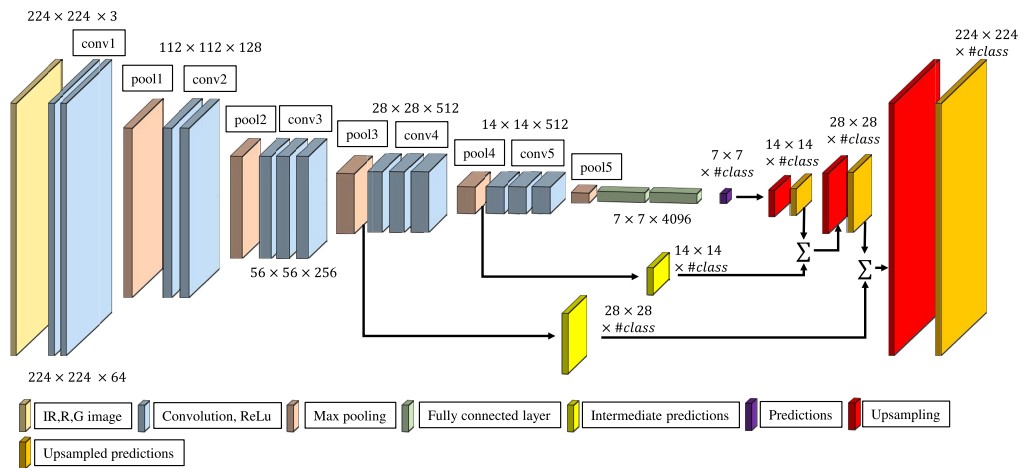 224 × 224 × 3
conv1
112 × 112 × 128
pool1
conv2
pool2
conv3
28 × 28 × 512
pool3
conv4
14 × 14 × 512
pool4
conv5
pool5
7 × 7
× #class
14 × 14
× #class
28 × 28
× #class
224 × 224
× #class
7 × 7 × 4096
56 × 56 × 256
14 × 14
× #class
∑
∑
28 × 28
× #class
224 × 224 × 64
IR,R,G image
Convolution, ReLu
Max pooling
Fully connected layer
Intermediate predictions
Predictions
Upsampling
Upsampled predictions